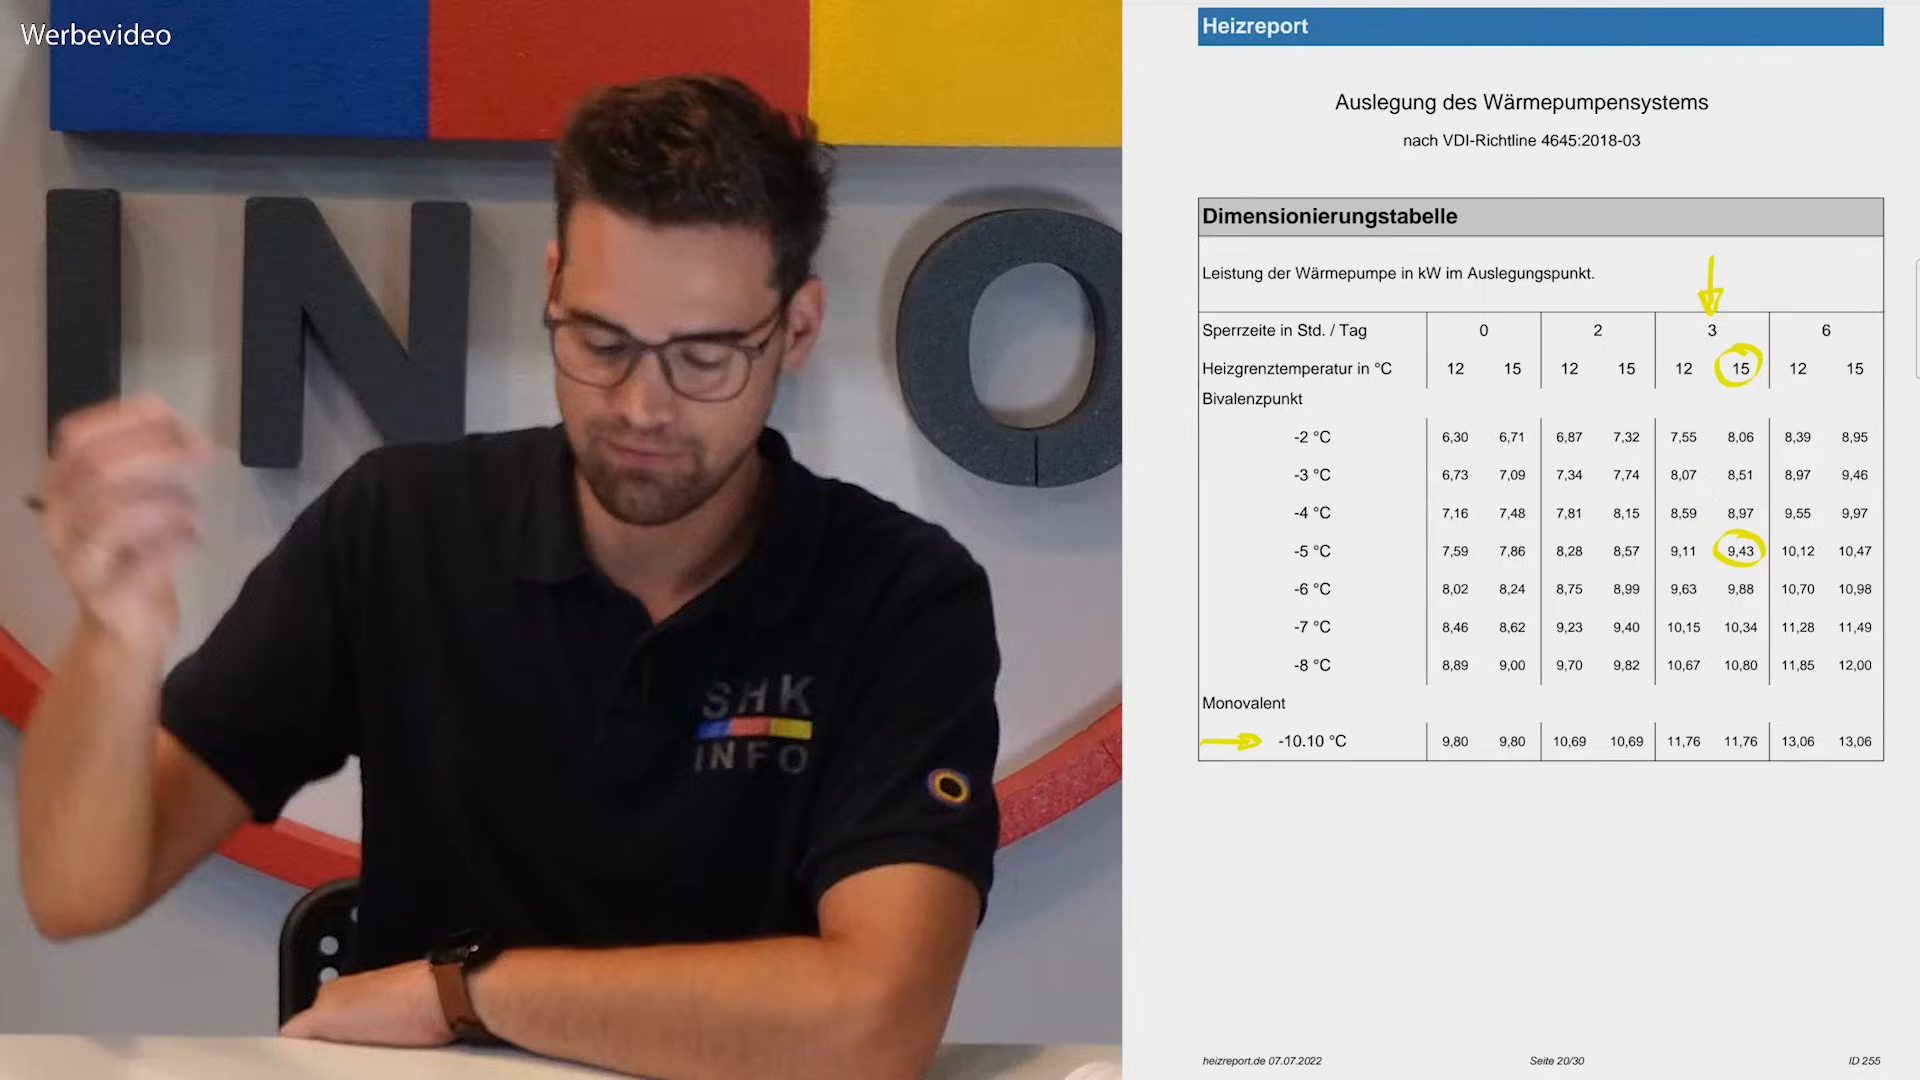 Werbevideo
INO
SHK
INFO
Heizreport
Auslegung des Wärmepumpensystems
nach VDI-Richtline 4645:2018-03
Dimensionierungstabelle
Leistung der Wärmepumpe in kW im Auslegungspunkt.
Sperrzeite in Std. / Tag 0 2 3 6
Heizgrenztemperatur in °C 12 15 12 15 12 15 12 15
Bivalenzpunkt
-2 °C 6,30 6,71 6,87 7,32 7,55 8,06 8,39 8,95
-3 °C 6,73 7,09 7,34 7,74 8,07 8,51 8,97 9,46
-4 °C 7,16 7,48 7,81 8,15 8,59 8,97 9,55 9,97
-5 °C 7,59 7,86 8,28 8,57 9,11 9,43 10,12 10,47
-6 °C 8,02 8,24 8,75 8,99 9,63 9,88 10,70 10,98
-7 °C 8,46 8,62 9,23 9,40 10,15 10,34 11,28 11,49
-8 °C 8,89 9,00 9,70 9,82 10,67 10,80 11,85 12,00
Monovalent
-10.10 °C 9,80 9,80 10,69 10,69 11,76 11,76 13,06 13,06
heizreport.de 07.07.2022 Seite 20/30 ID 255